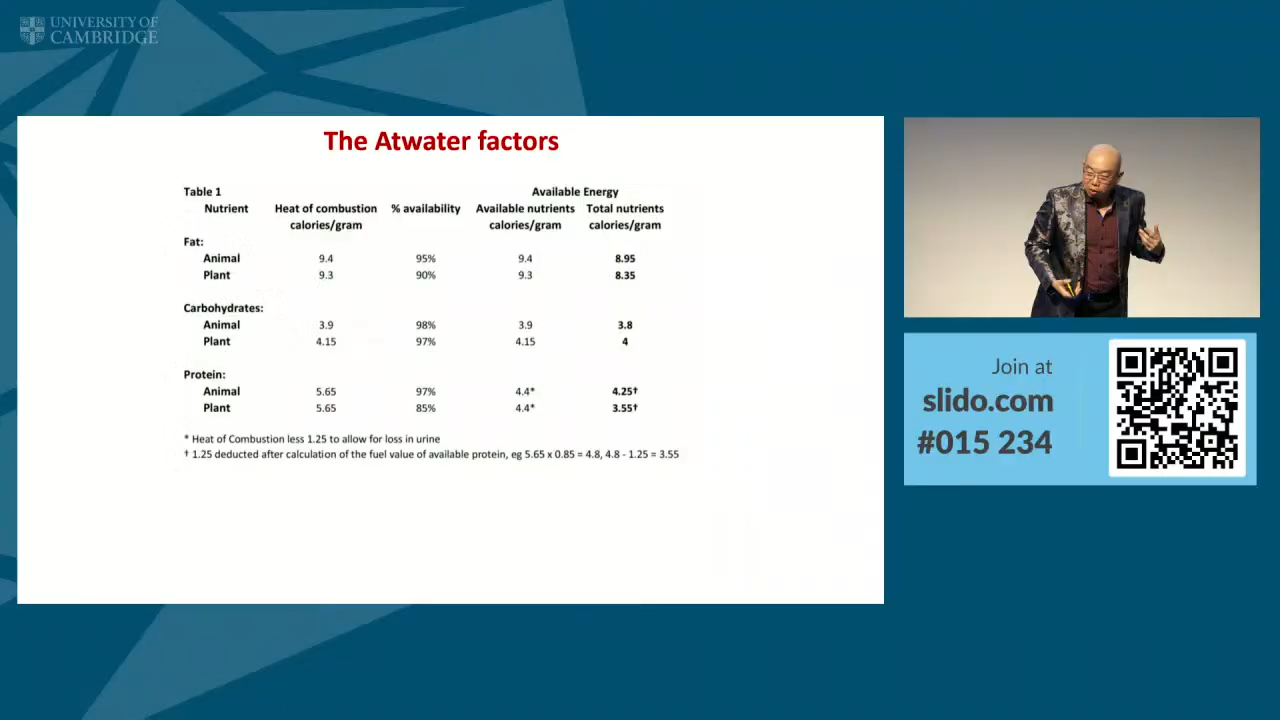 UNIVERSITY OF
CAMBRIDGE
The Atwater factors
Table 1 Available Energy
Nutrient Heat of combustion % availability Available nutrients Total nutrients
calories/gram calories/gram calories/gram
Fat:
Animal 9.4 95% 9.4 8.95
Plant 9.3 90% 9.3 8.35
Carbohydrates:
Animal 3.9 98% 3.9 3.8
Plant 4.15 97% 4.15 4
Protein:
Animal 5.65 97% 4.4* 4.25†
Plant 5.65 85% 4.4* 3.55†
* Heat of Combustion less 1.25 to allow for loss in urine
† 1.25 deducted after calculation of the fuel value of available protein, eg 5.65 x 0.85 = 4.8, 4.8 - 1.25 = 3.55
Join at
slido.com
#015 234